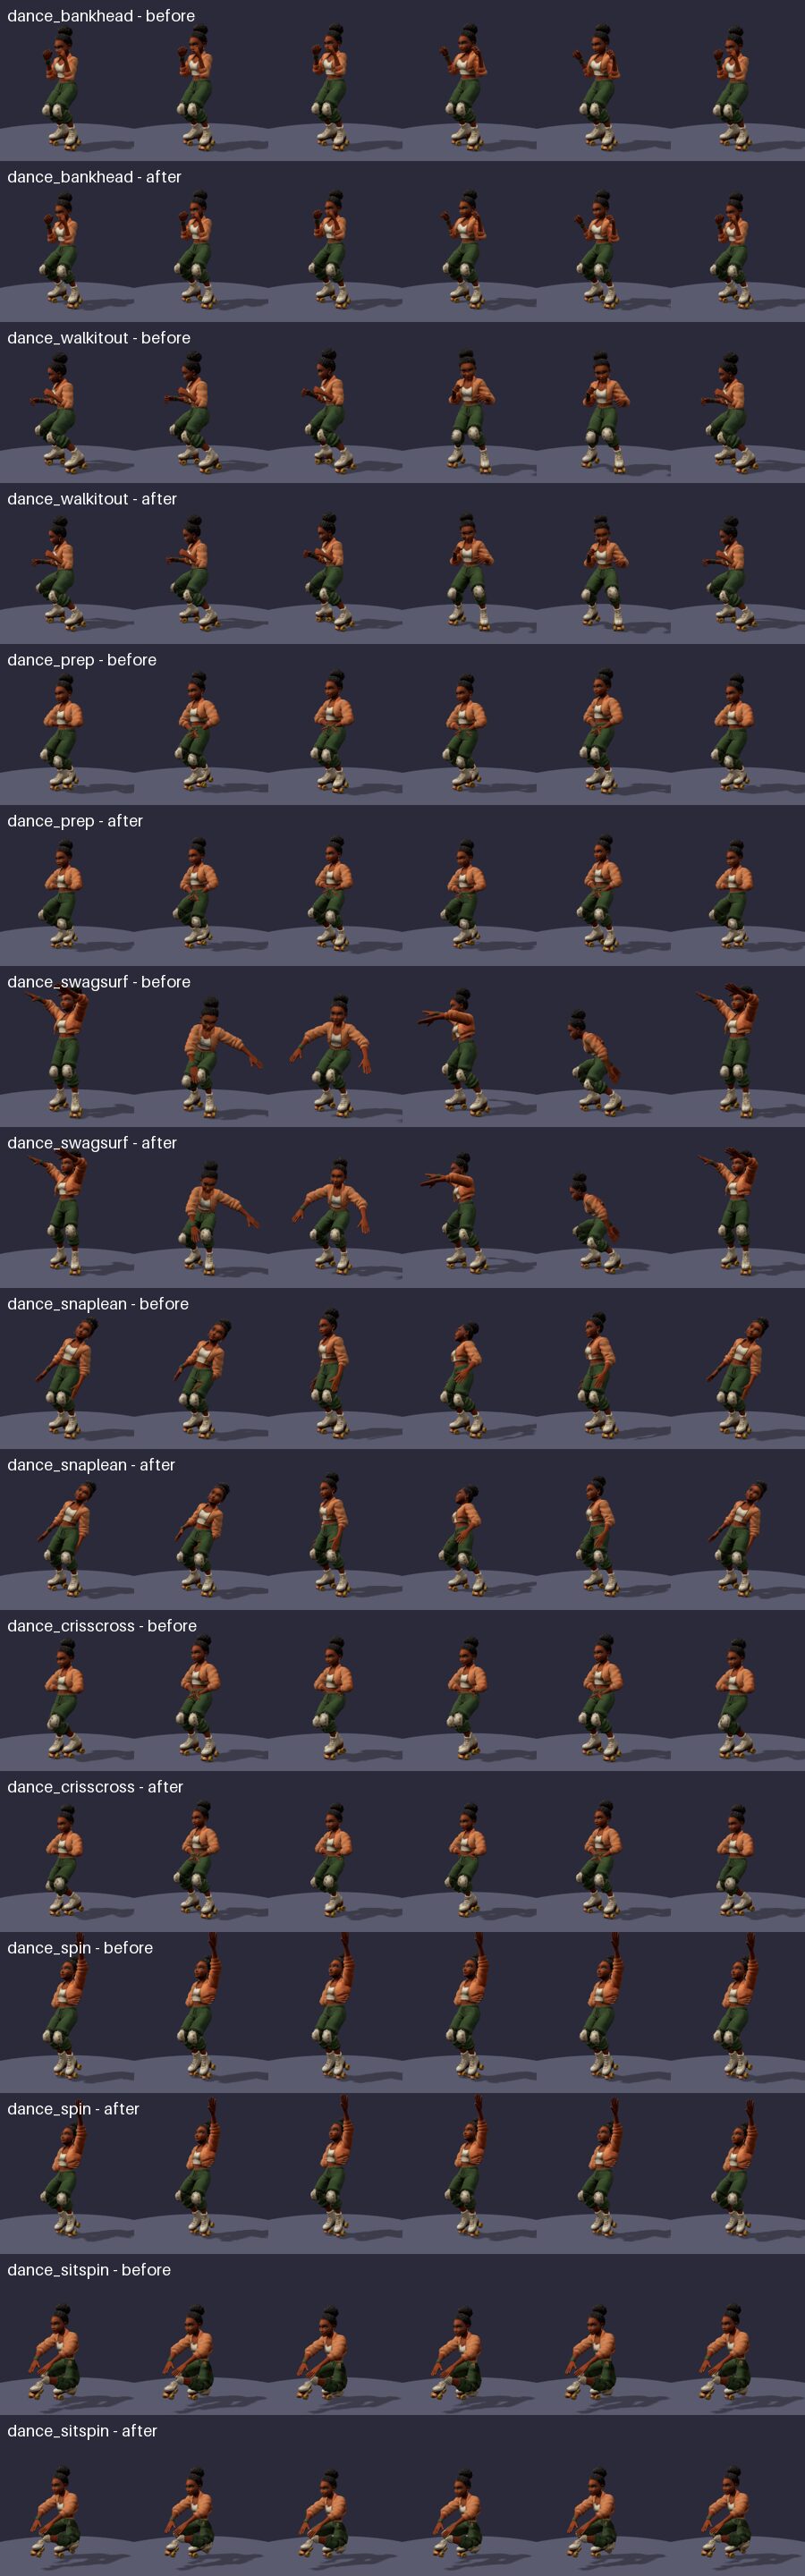 dance_bankhead - before
dance_bankhead - after
dance_walkitout - before
dance_walkitout - after
dance_prep - before
dance_prep - after
dance_swagsurf - before
dance_swagsurf - after
dance_snaplean - before
dance_snaplean - after
dance_crisscross - before
dance_crisscross - after
dance_spin - before
dance_spin - after
dance_sitspin - before
dance_sitspin - after